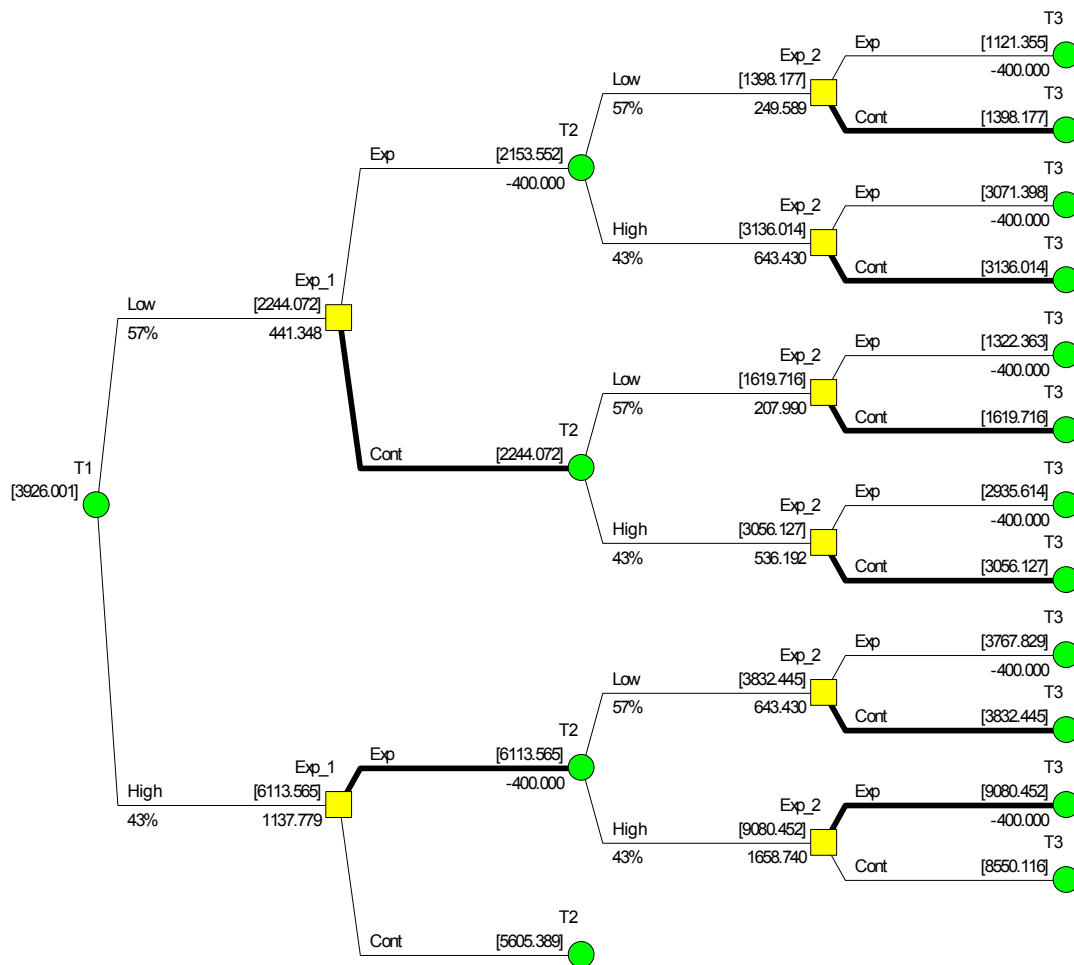 T3
Exp [1121.355]
-400.000
Exp_2
Low [1398.177]
57% 249.589
T3
Cont [1398.177]
T2
Exp [2153.552]
-400.000
T3
Exp [3071.398]
-400.000
Exp_2
High [3136.014]
43% 643.430
T3
Cont [3136.014]
Exp_1
Low [2244.072]
57% 441.348
T3
Exp [1322.363]
-400.000
Exp_2
Low [1619.716]
57% 207.990
T3
Cont [1619.716]
T2
Cont [2244.072]
T1
[3926.001]
T3
Exp [2935.614]
-400.000
Exp_2
High [3056.127]
43% 536.192
T3
Cont [3056.127]
T3
Exp [3767.829]
-400.000
Exp_2
Low [3832.445]
57% 643.430
T3
Cont [3832.445]
T2
Exp [6113.565]
-400.000
Exp_1
High [6113.565]
43% 1137.779
T3
Exp [9080.452]
-400.000
Exp_2
High [9080.452]
43% 1658.740
T3
Cont [8550.116]
T2
Cont [5605.389]